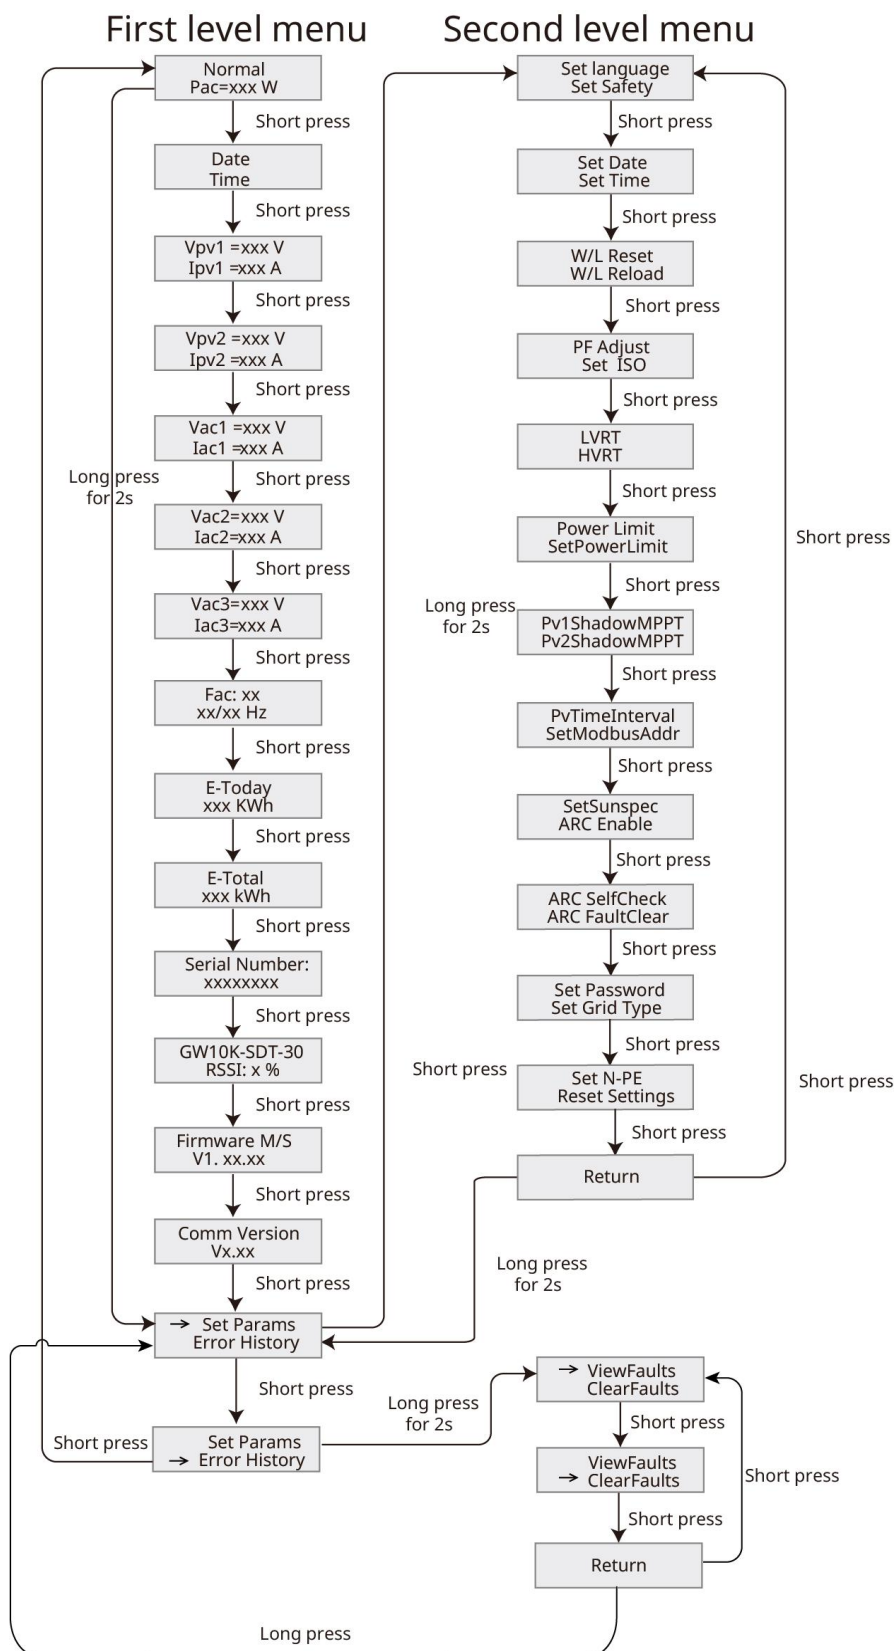 First level menu
Normal
Pac=xxx W
Short press
Date
Time
Short press
Vpv1 =xxx V
Ipv1 =xxx A
Short press
Vpv2 =xxx V
Ipv2 =xxx A
Short press
Vac1 =xxx V
Iac1 =xxx A
Long press
for 2s
Short press
Vac2=xxx V
Iac2=xxx A
Short press
Vac3=xxx V
Iac3=xxx A
Short press
Fac: xx
xx/xx Hz
Short press
E-Today
xxx KWh
Short press
E-Total
xxx kWh
Short press
Serial Number:
xxxxxxxx
Short press
GW10K-SDT-30
RSSI: x %
Short press
Firmware M/S
V1. xx.xx
Short press
Comm Version
Vx.xx
Short press
→ Set Params
Error History
Short press
Short press
Set Params
→ Error History
Second level menu
Set language
Set Safety
Short press
Set Date
Set Time
Short press
W/L Reset
W/L Reload
Short press
PF Adjust
Set ISO
Short press
LVRT
HVRT
Short press
Power Limit
SetPowerLimit
Short press
Short press
Long press
for 2s
Pv1ShadowMPPT
Pv2ShadowMPPT
Short press
PvTimeInterval
SetModbusAddr
Short press
SetSunspec
ARC Enable
Short press
ARC SelfCheck
ARC FaultClear
Short press
Set Password
Set Grid Type
Short press
Short press
Set N-PE
Reset Settings
Short press
Short press
Return
Long press
for 2s
Long press
for 2s
→ ViewFaults
ClearFaults
Short press
ViewFaults
→ ClearFaults
Short press
Short press
Return
Long press